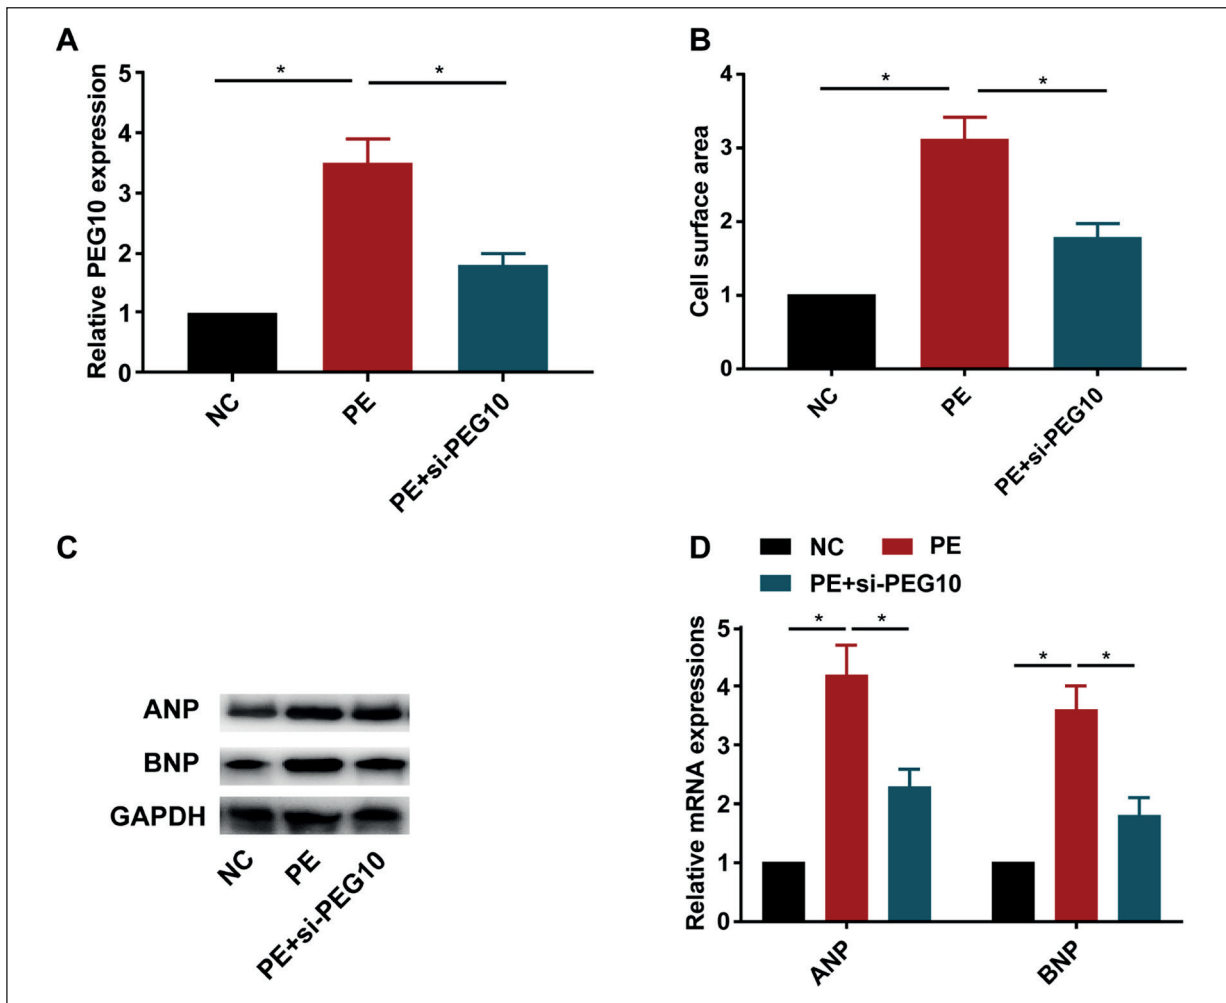 A
Relative PEG10 expression
5
4
3
2
1
0
*
*
NC
PE
PE+si-PEG10
B
Cell surface area
4
3
2
1
0
*
*
NC
PE
PE+si-PEG10
C
ANP
BNP
GAPDH
NC
PE
PE+si-PEG10
D
NC
PE
PE+si-PEG10
Relative mRNA expressions
5
4
3
2
1
0
*
*
*
*
ANP
BNP